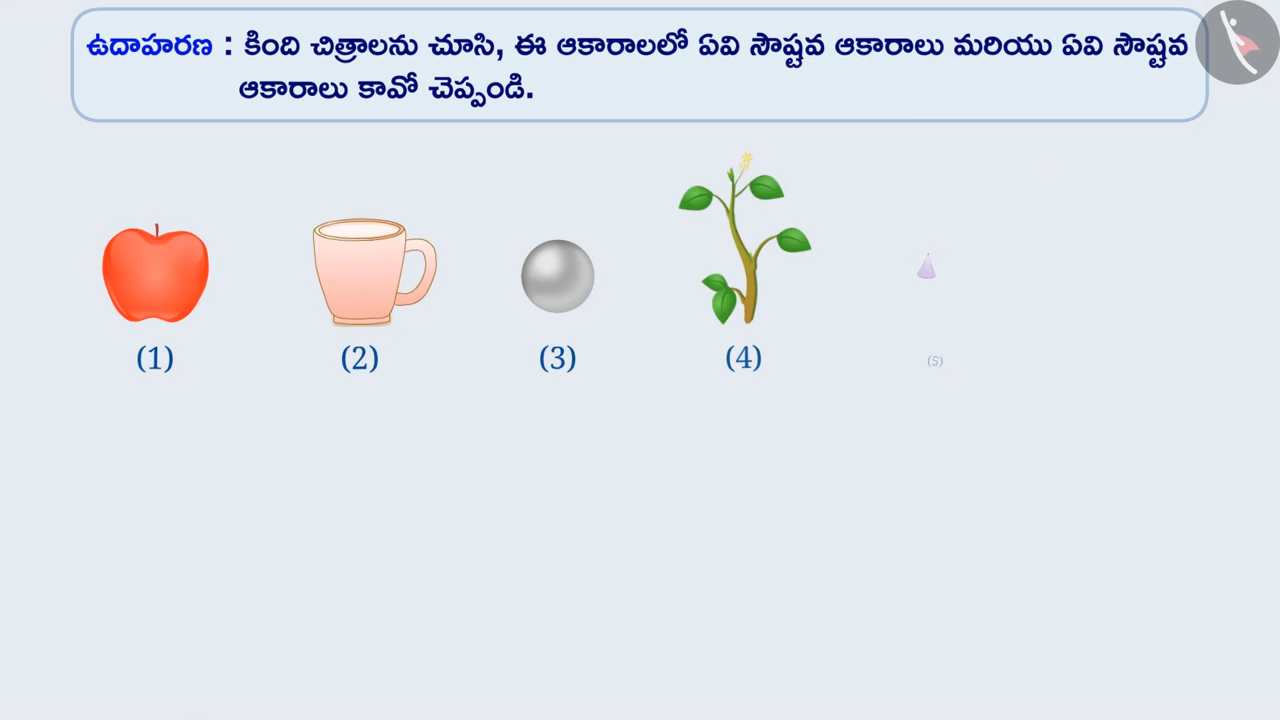 ఉదాహరణ : కింది చిత్రాలను చూసి, ఈ ఆకారాలలో ఏవి సౌష్టవ ఆకారాలు మరియు ఏవి సౌష్టవ
ఆకారాలు కావో చెప్పండి.
(1) (2) (3) (4) (5)